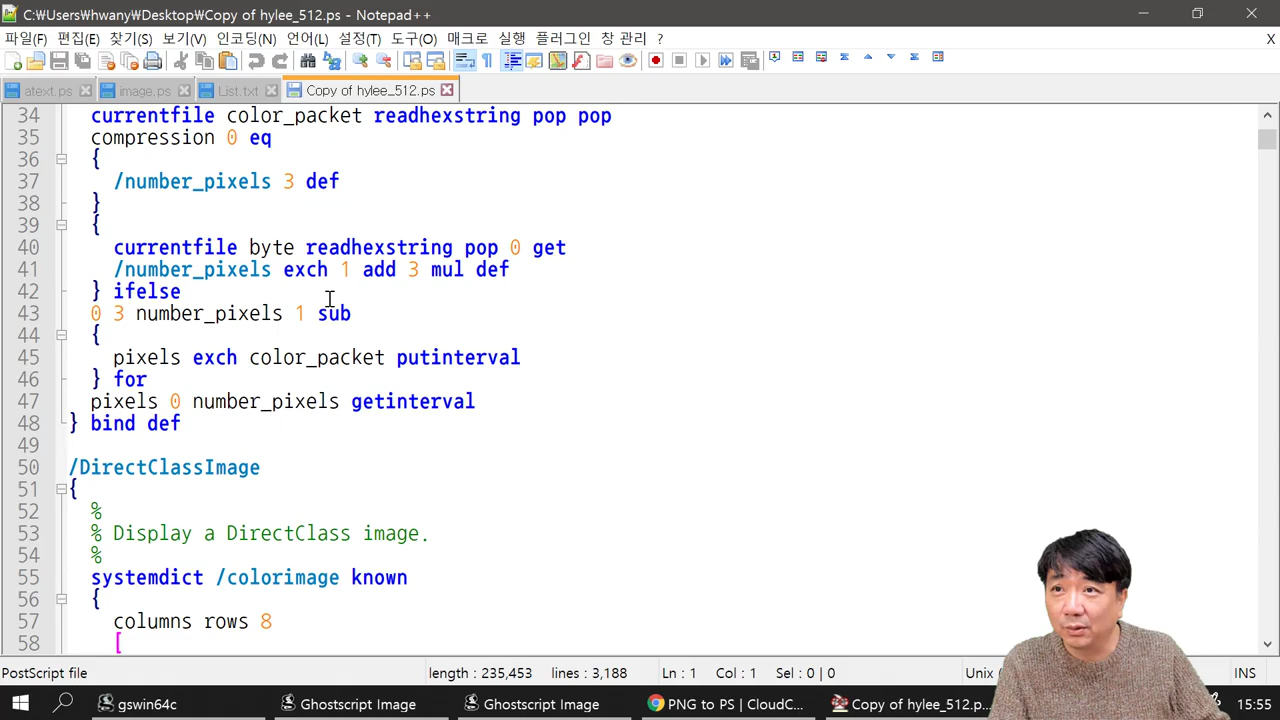 C:₩Users₩hwany₩Desktop₩Copy of hylee_512.ps - Notepad++
파일(F) 편집(E) 찾기(S) 보기(V) 인코딩(N) 언어(L) 설정(T) 도구(O) 매크로 실행 플러그인 창 관리 ? X
atext.ps image.ps List.txt Copy of hylee_512.ps
34 currentfile color_packet readhexstring pop pop
35 compression 0 eq
36 {
37 /number_pixels 3 def
38 }
39 {
40 currentfile byte readhexstring pop 0 get
41 /number_pixels exch 1 add 3 mul def
42 } ifelse
43 0 3 number_pixels 1 sub
44 {
45 pixels exch color_packet putinterval
46 } for
47 pixels 0 number_pixels getinterval
48 } bind def
49
50 /DirectClassImage
51 {
52 %
53 % Display a DirectClass image.
54 %
55 systemdict /colorimage known
56 {
57 columns rows 8
58 [
PostScript file length : 235,453 lines : 3,188 Ln : 1 Col : 1 Sel : 0 | 0 Unix ( INS
gswin64c Ghostscript Image Ghostscript Image PNG to PS | CloudC... Copy of hylee_512.p... 15:55